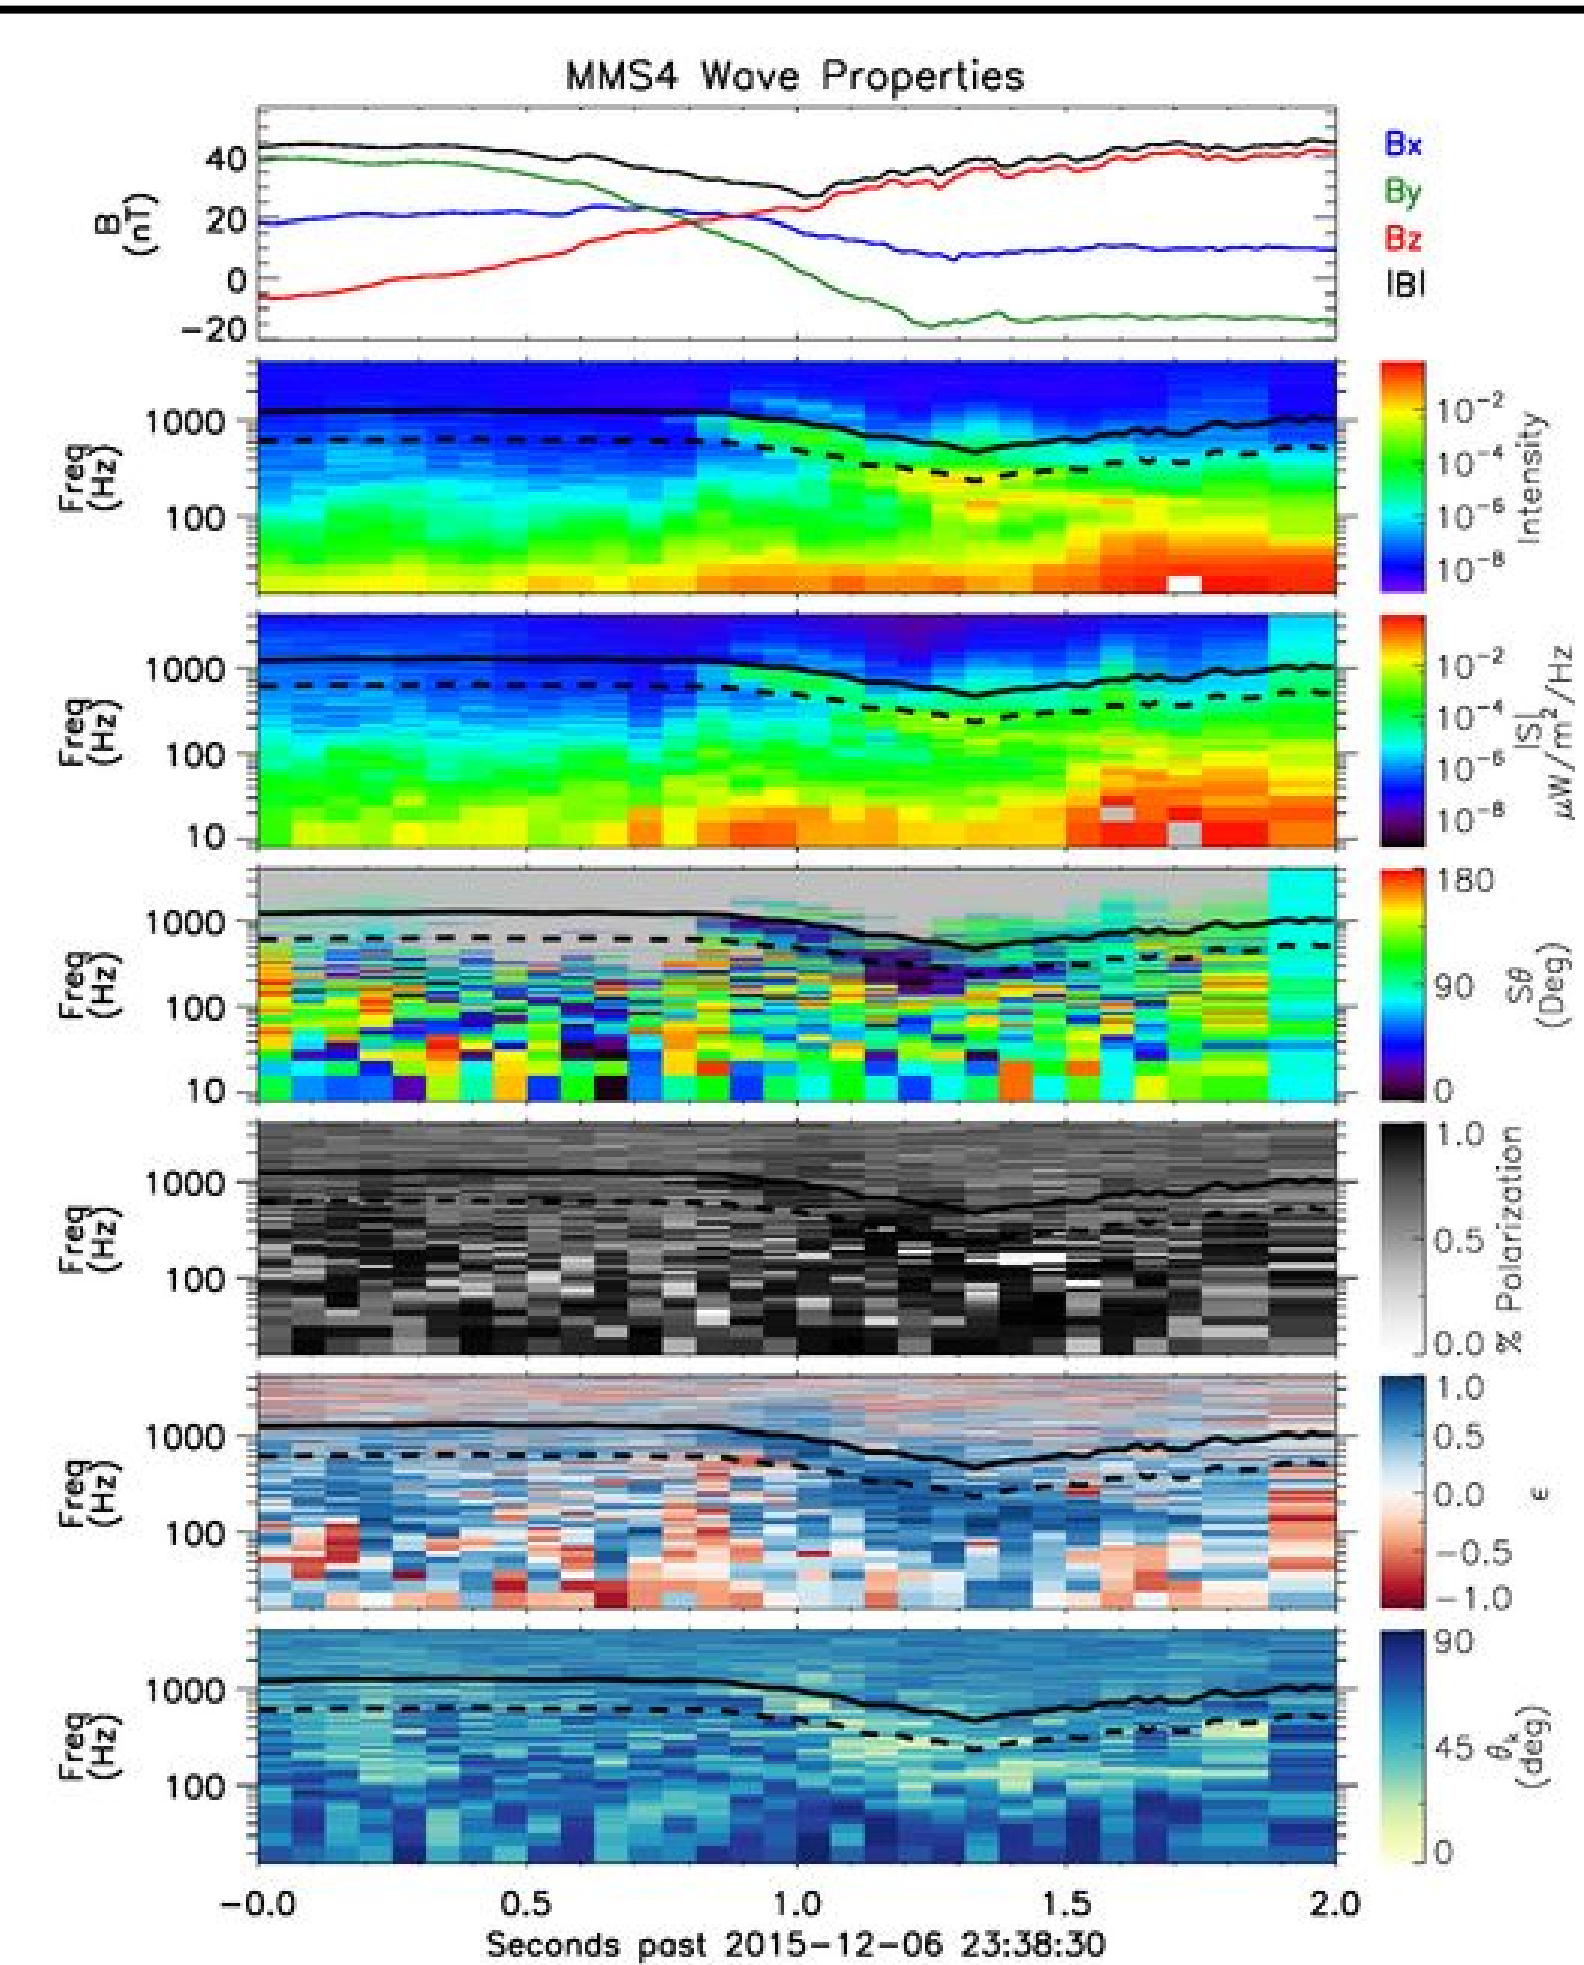 MMS4 Wave Properties
B
(nT)
40
20
0
−20
Bx
By
Bz
|B|
Freq
(Hz)
1000
100
10⁻²
10⁻⁴
10⁻⁶
10⁻⁸
Intensity
Freq
(Hz)
1000
100
10
10⁻²
10⁻⁴
10⁻⁶
10⁻⁸
|S|
μW/m²/Hz
Freq
(Hz)
1000
100
10
180
90
0
Sθ
(Deg)
Freq
(Hz)
1000
100
1.0
0.5
0.0
% Polarization
Freq
(Hz)
1000
100
1.0
0.5
0.0
−0.5
−1.0
ε
Freq
(Hz)
1000
100
90
45
0
θₖ
(deg)
−0.0 0.5 1.0 1.5 2.0
Seconds past 2015−12−06 23:38:30